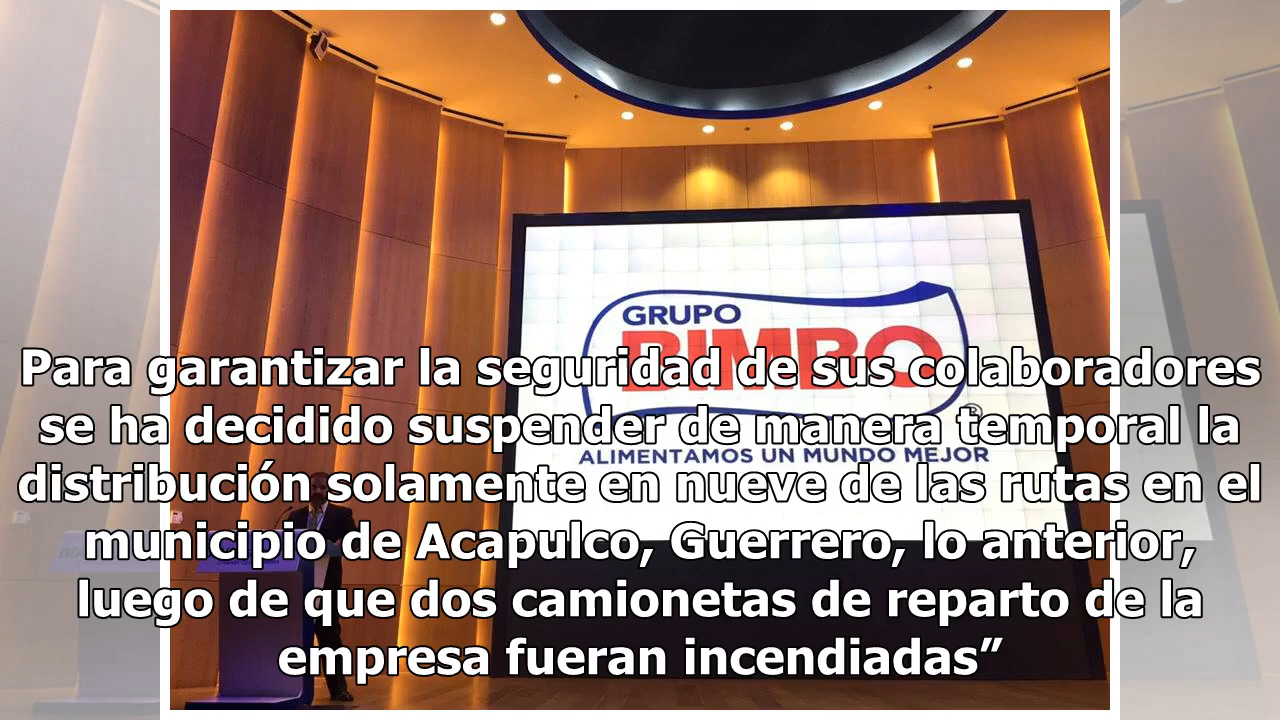 GRUPO
BIMBO
®
ALIMENTAMOS UN MUNDO MEJOR
Para garantizar la seguridad de sus colaboradores
se ha decidido suspender de manera temporal la
distribución solamente en nueve de las rutas en el
municipio de Acapulco, Guerrero, lo anterior,
luego de que dos camionetas de reparto de la
empresa fueran incendiadas”